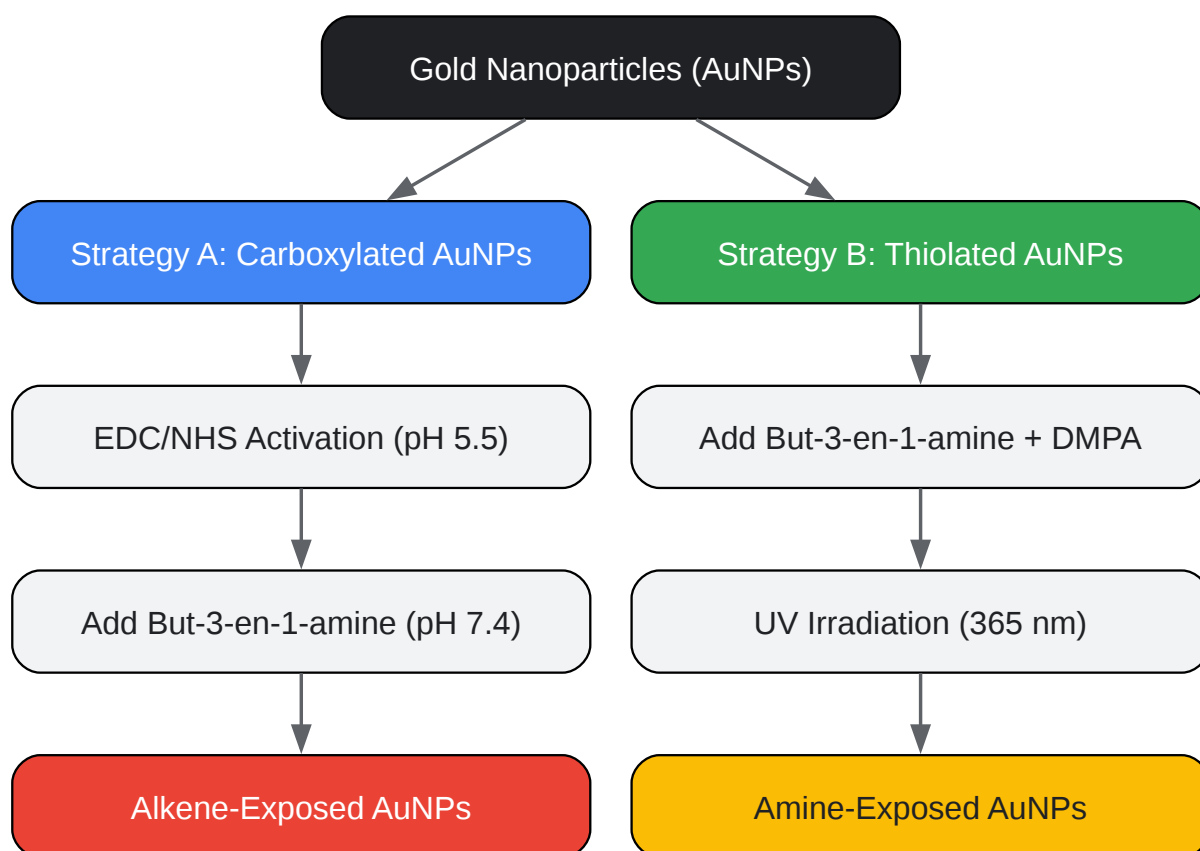 Gold Nanoparticles (AuNPs)
Strategy A: Carboxylated AuNPs
Strategy B: Thiolated AuNPs
EDC/NHS Activation (pH 5.5)
Add But-3-en-1-amine + DMPA
Add But-3-en-1-amine (pH 7.4)
UV Irradiation (365 nm)
Alkene-Exposed AuNPs
Amine-Exposed AuNPs